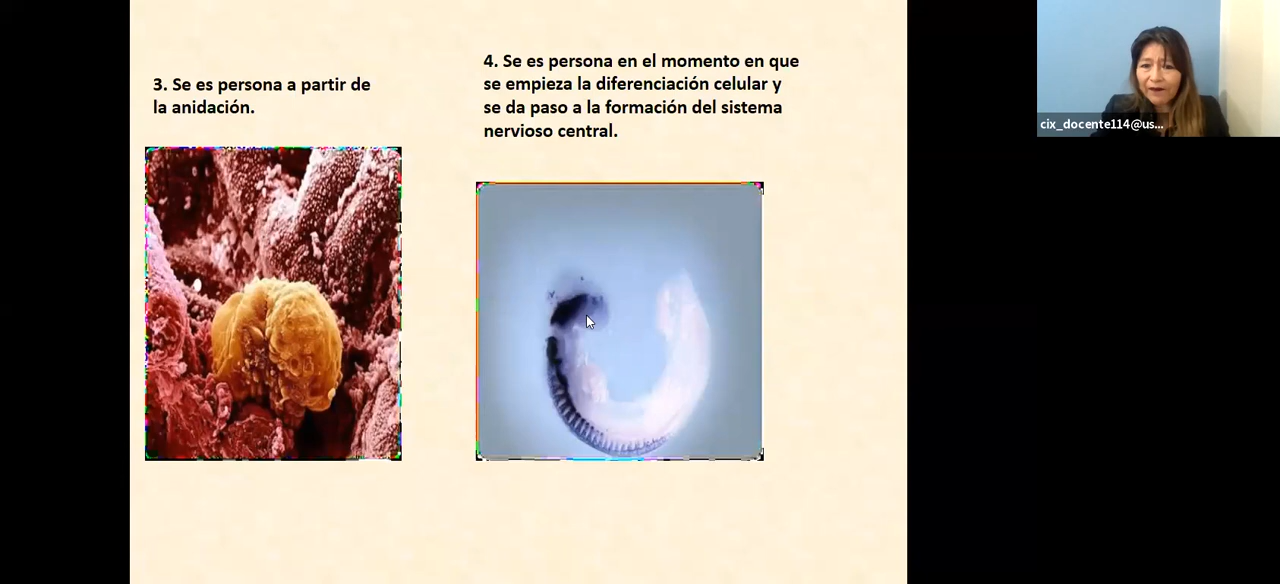 3. Se es persona a partir de
la anidación.
4. Se es persona en el momento en que
se empieza la diferenciación celular y
se da paso a la formación del sistema
nervioso central.
cix_docente114@us...